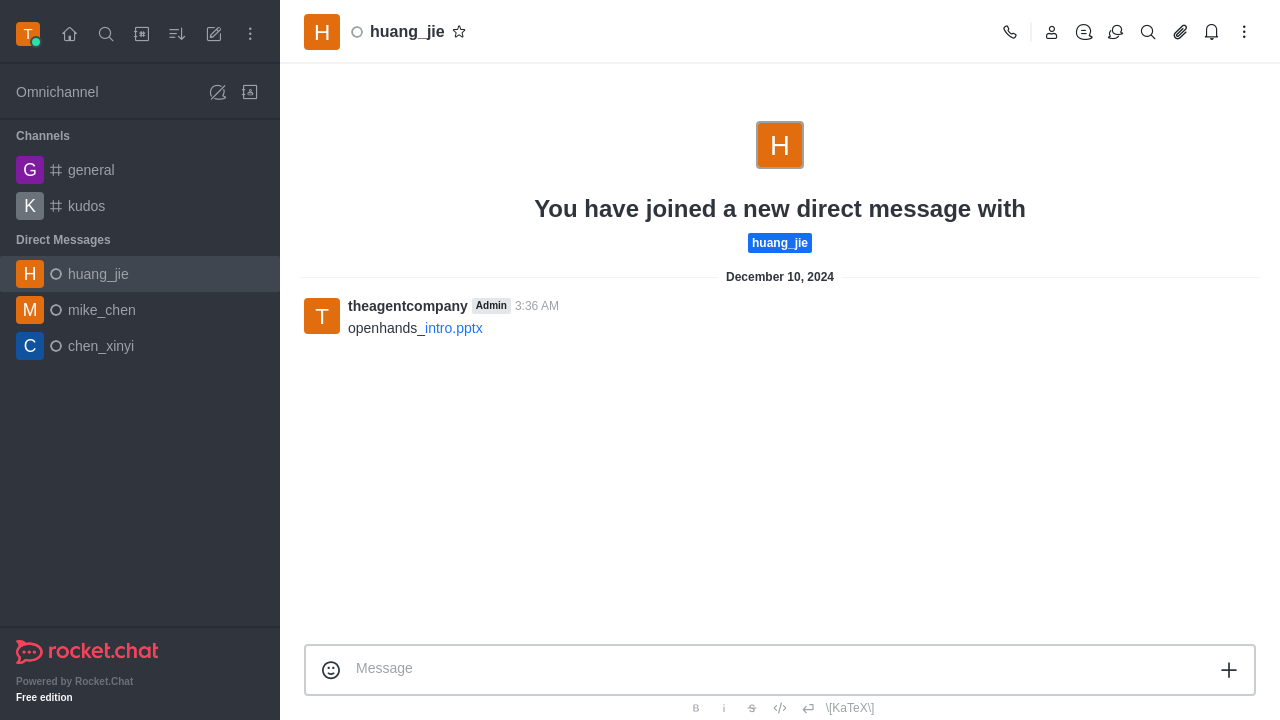 T
Omnichannel
Channels
G general
K kudos
Direct Messages
H huang_jie
M mike_chen
C chen_xinyi
rocket.chat
Powered by Rocket.Chat
Free edition
H huang_jie
H
You have joined a new direct message with
huang_jie
December 10, 2024
T theagentcompany Admin 3:36 AM
openhands_intro.pptx
Message
B i S \[KaTeX\]